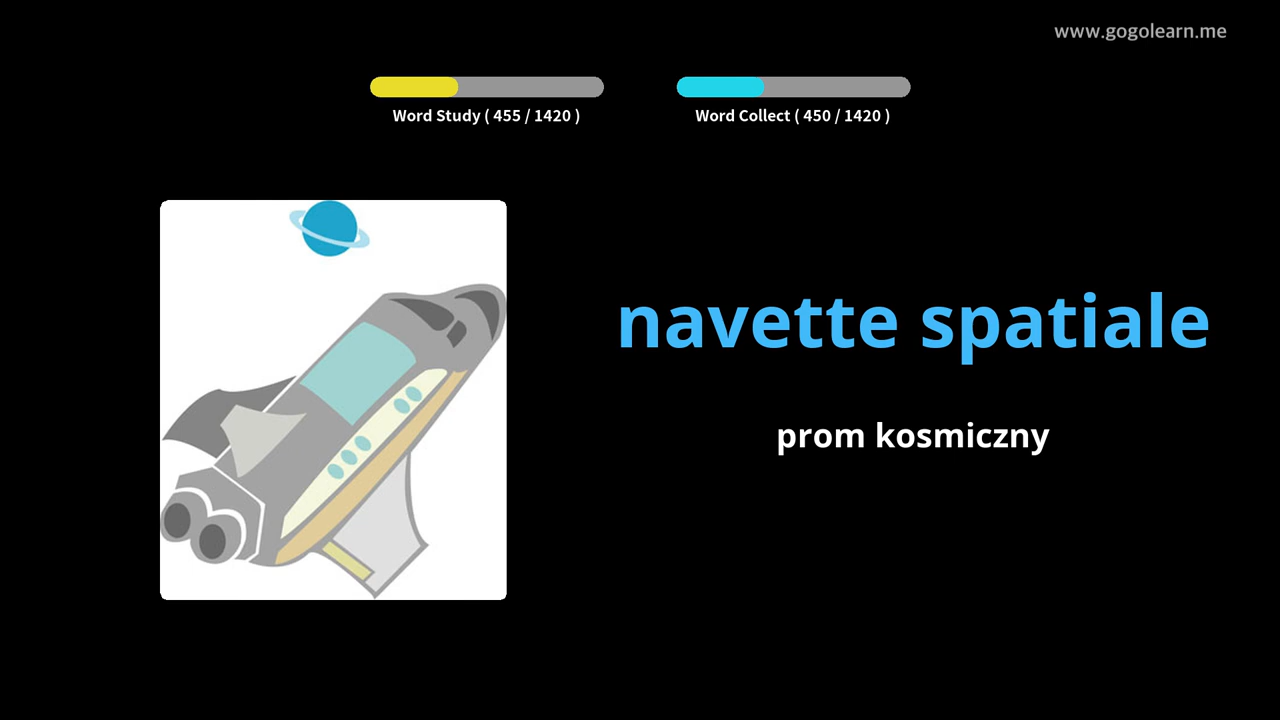 www.gogolearn.me
Word Study ( 455 / 1420 )
Word Collect ( 450 / 1420 )
navette spatiale
prom kosmiczny